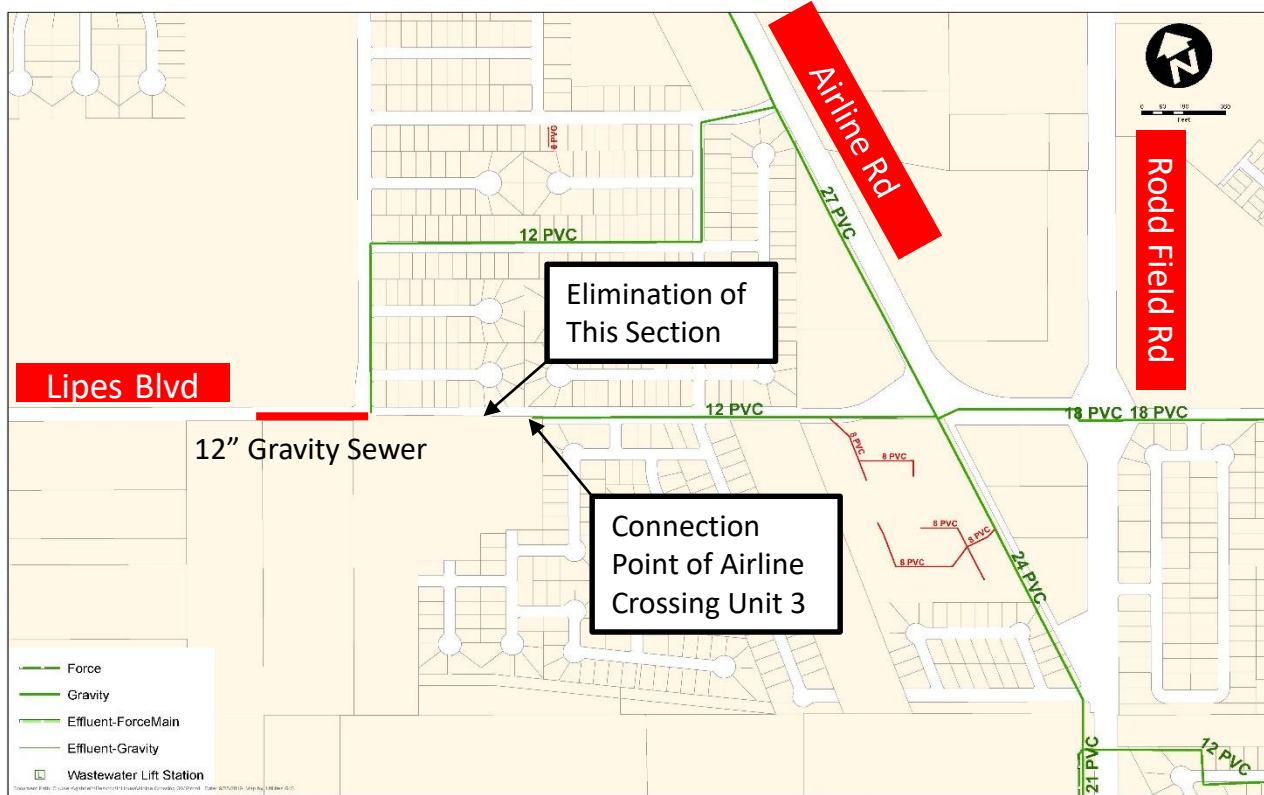 Airline Rd
N
Feet
Rodd Field Rd
8 PVC
27 PVC
12 PVC
Elimination of
This Section
Lipes Blvd
12” Gravity Sewer
12 PVC
18 PVC 18 PVC
8 PVC
8 PVC
Connection
Point of Airline
Crossing Unit 3
8 PVC
8 PVC
8 PVC
24 PVC
21 PVC
12 PVC
Force
Gravity
Effluent-ForceMain
Effluent-Gravity
L Wastewater Lift Station